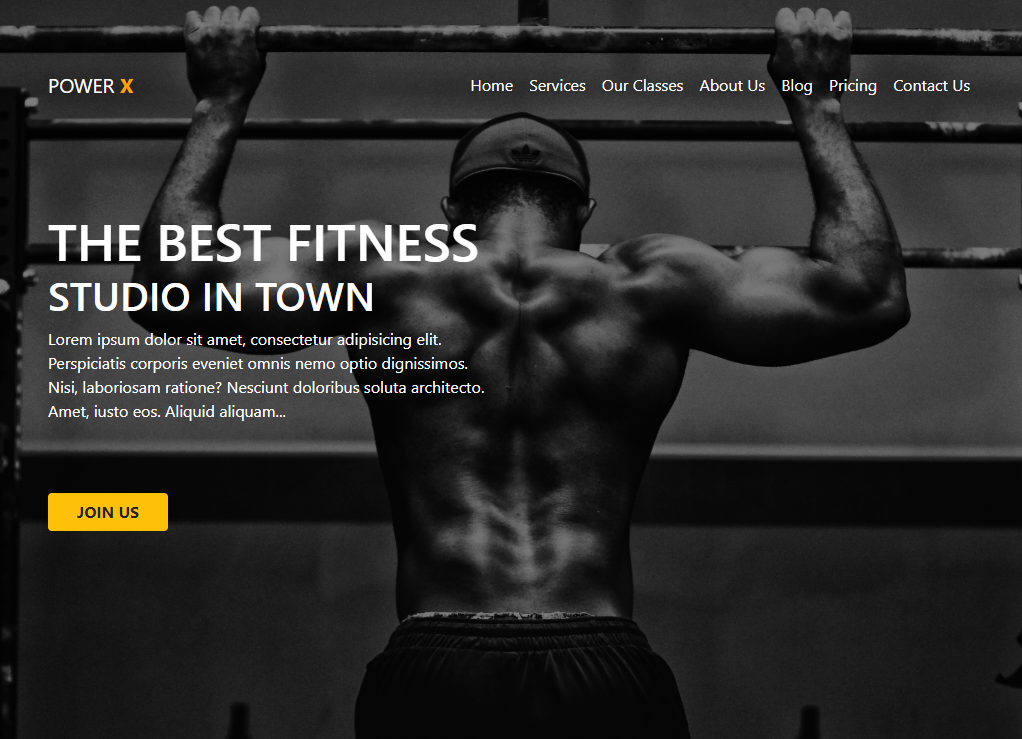 POWER X
Home Services Our Classes About Us Blog Pricing Contact Us
THE BEST FITNESS
STUDIO IN TOWN
Lorem ipsum dolor sit amet, consectetur adipisicing elit.
Perspiciatis corporis eveniet omnis nemo optio dignissimos.
Nisi, laboriosam ratione? Nesciunt doloribus soluta architecto.
Amet, iusto eos. Aliquid aliquam...
JOIN US